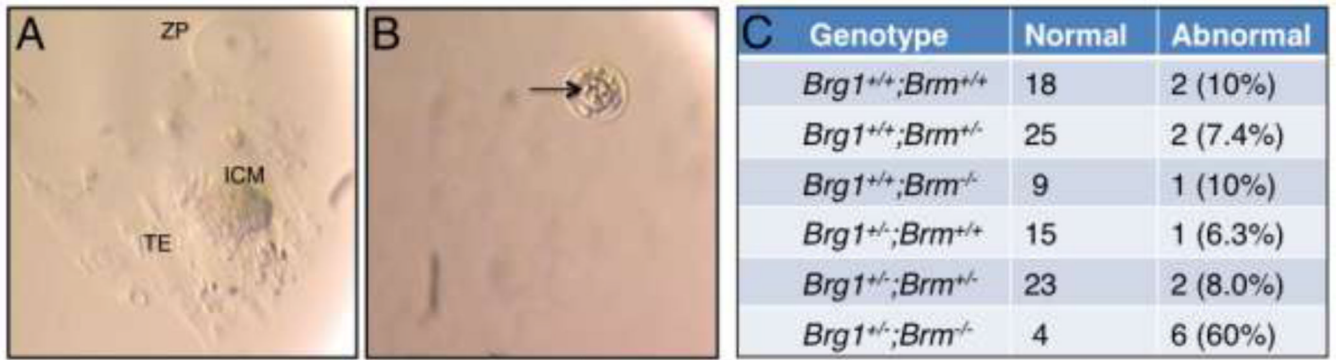 A
ZP
ICM
TE
B
C Genotype Normal Abnormal
Brg1+/+;Brm+/+ 18 2 (10%)
Brg1+/+;Brm+/- 25 2 (7.4%)
Brg1+/+;Brm-/- 9 1 (10%)
Brg1+/-;Brm+/+ 15 1 (6.3%)
Brg1+/-;Brm+/- 23 2 (8.0%)
Brg1+/-;Brm-/- 4 6 (60%)